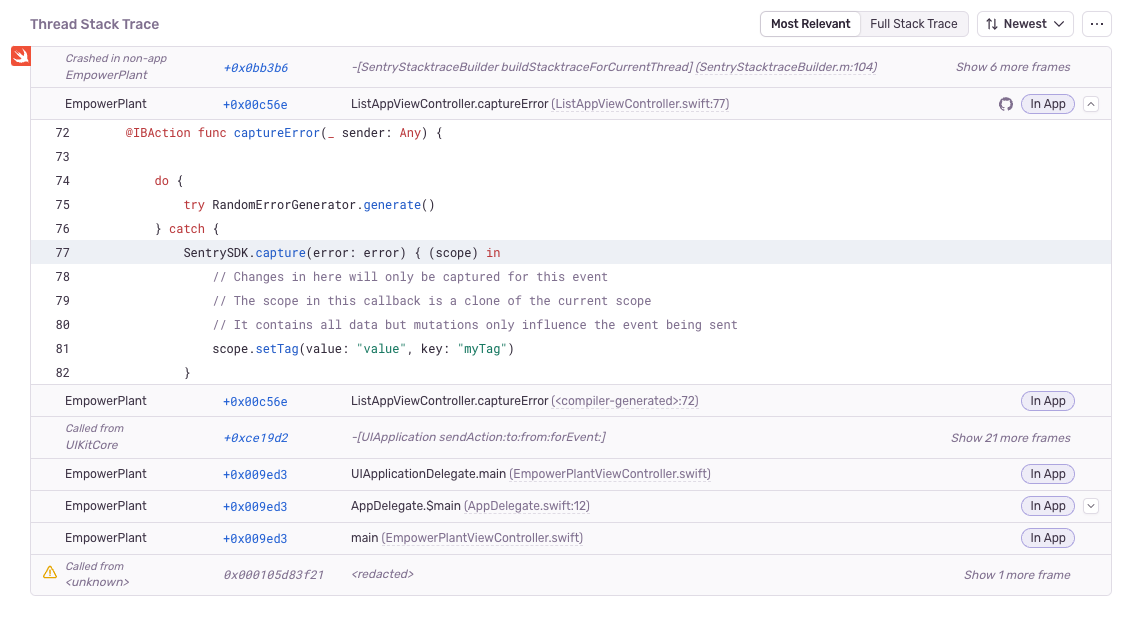 Thread Stack Trace
Most Relevant
Full Stack Trace
Newest
Crashed in non-app
EmpowerPlant
+0x0bb3b6
-[SentryStacktraceBuilder buildStacktraceForCurrentThread] (SentryStacktraceBuilder.m:104)
Show 6 more frames
EmpowerPlant +0x00c56e ListAppViewController.captureError (ListAppViewController.swift:77) In App
72 @IBAction func captureError(_ sender: Any) {
73
74 do {
75 try RandomErrorGenerator.generate()
76 } catch {
77 SentrySDK.capture(error: error) { (scope) in
78 // Changes in here will only be captured for this event
79 // The scope in this callback is a clone of the current scope
80 // It contains all data but mutations only influence the event being sent
81 scope.setTag(value: "value", key: "myTag")
82 }
EmpowerPlant +0x00c56e ListAppViewController.captureError (<compiler-generated>:72) In App
Called from
UIKitCore
+0xce19d2
-[UIApplication sendAction:to:from:forEvent:]
Show 21 more frames
EmpowerPlant +0x009ed3 UIApplicationDelegate.main (EmpowerPlantViewController.swift) In App
EmpowerPlant +0x009ed3 AppDelegate.$main (AppDelegate.swift:12) In App
EmpowerPlant +0x009ed3 main (EmpowerPlantViewController.swift) In App
Called from
<unknown>
0x000105d83f21
<redacted>
Show 1 more frame